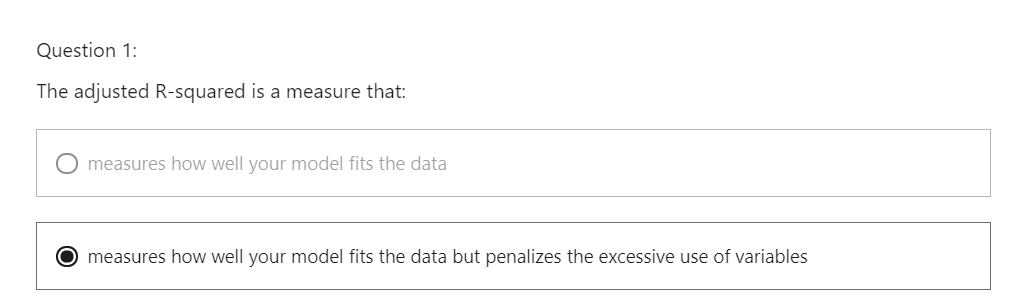 Question 1:
The adjusted R-squared is a measure that:
measures how well your model fits the data
measures how well your model fits the data but penalizes the excessive use of variables